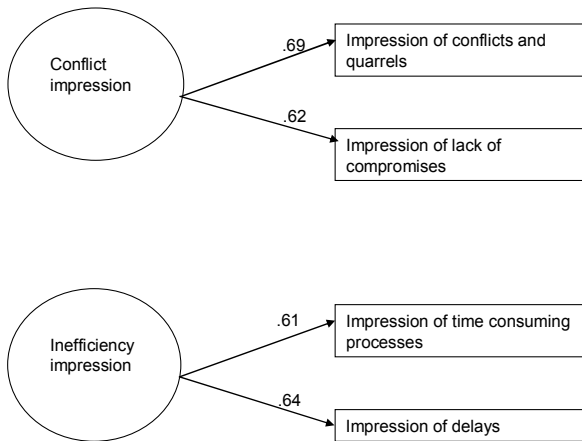 Conflict
impression
.69
Impression of conflicts and
quarrels
.62
Impression of lack of
compromises
Inefficiency
impression
.61
Impression of time consuming
processes
.64
Impression of delays